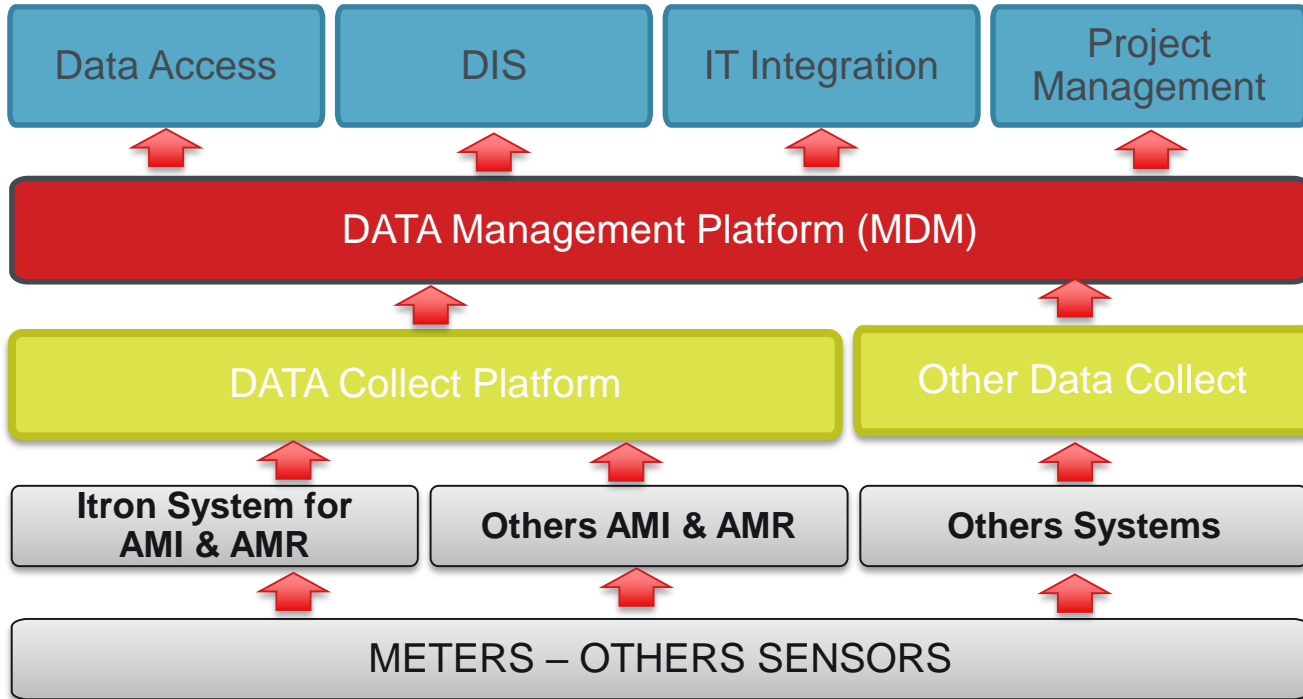 Data Access
DIS
IT Integration
Project
Management
DATA Management Platform (MDM)
DATA Collect Platform
Other Data Collect
Itron System for
AMI & AMR
Others AMI & AMR
Others Systems
METERS – OTHERS SENSORS